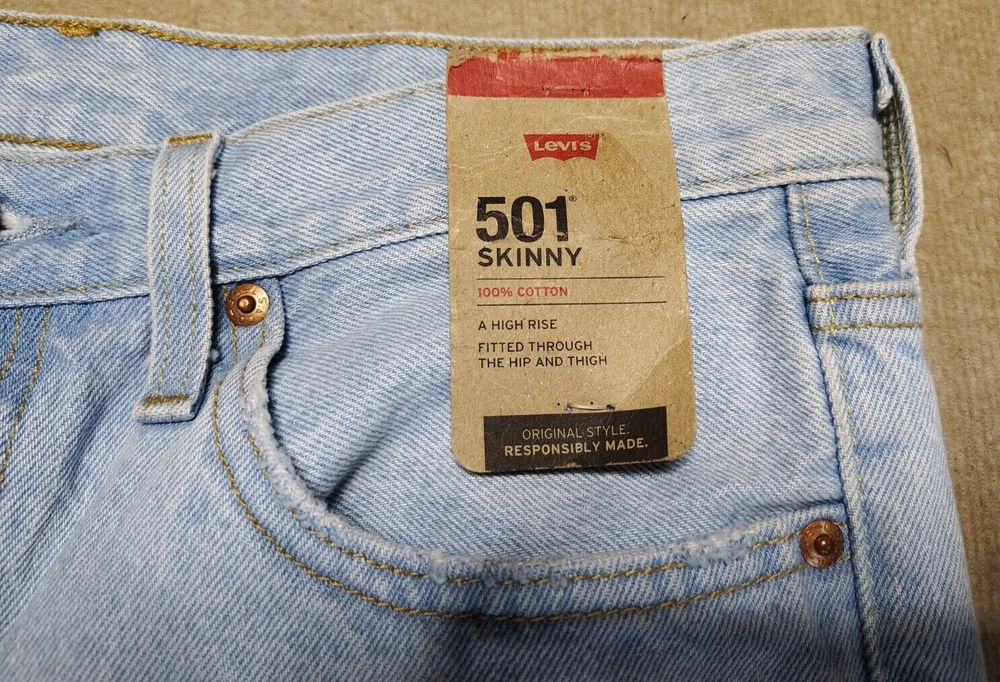 Levi's
501®
SKINNY
100% COTTON
A HIGH RISE
FITTED THROUGH
THE HIP AND THIGH
ORIGINAL STYLE.
RESPONSIBLY MADE.